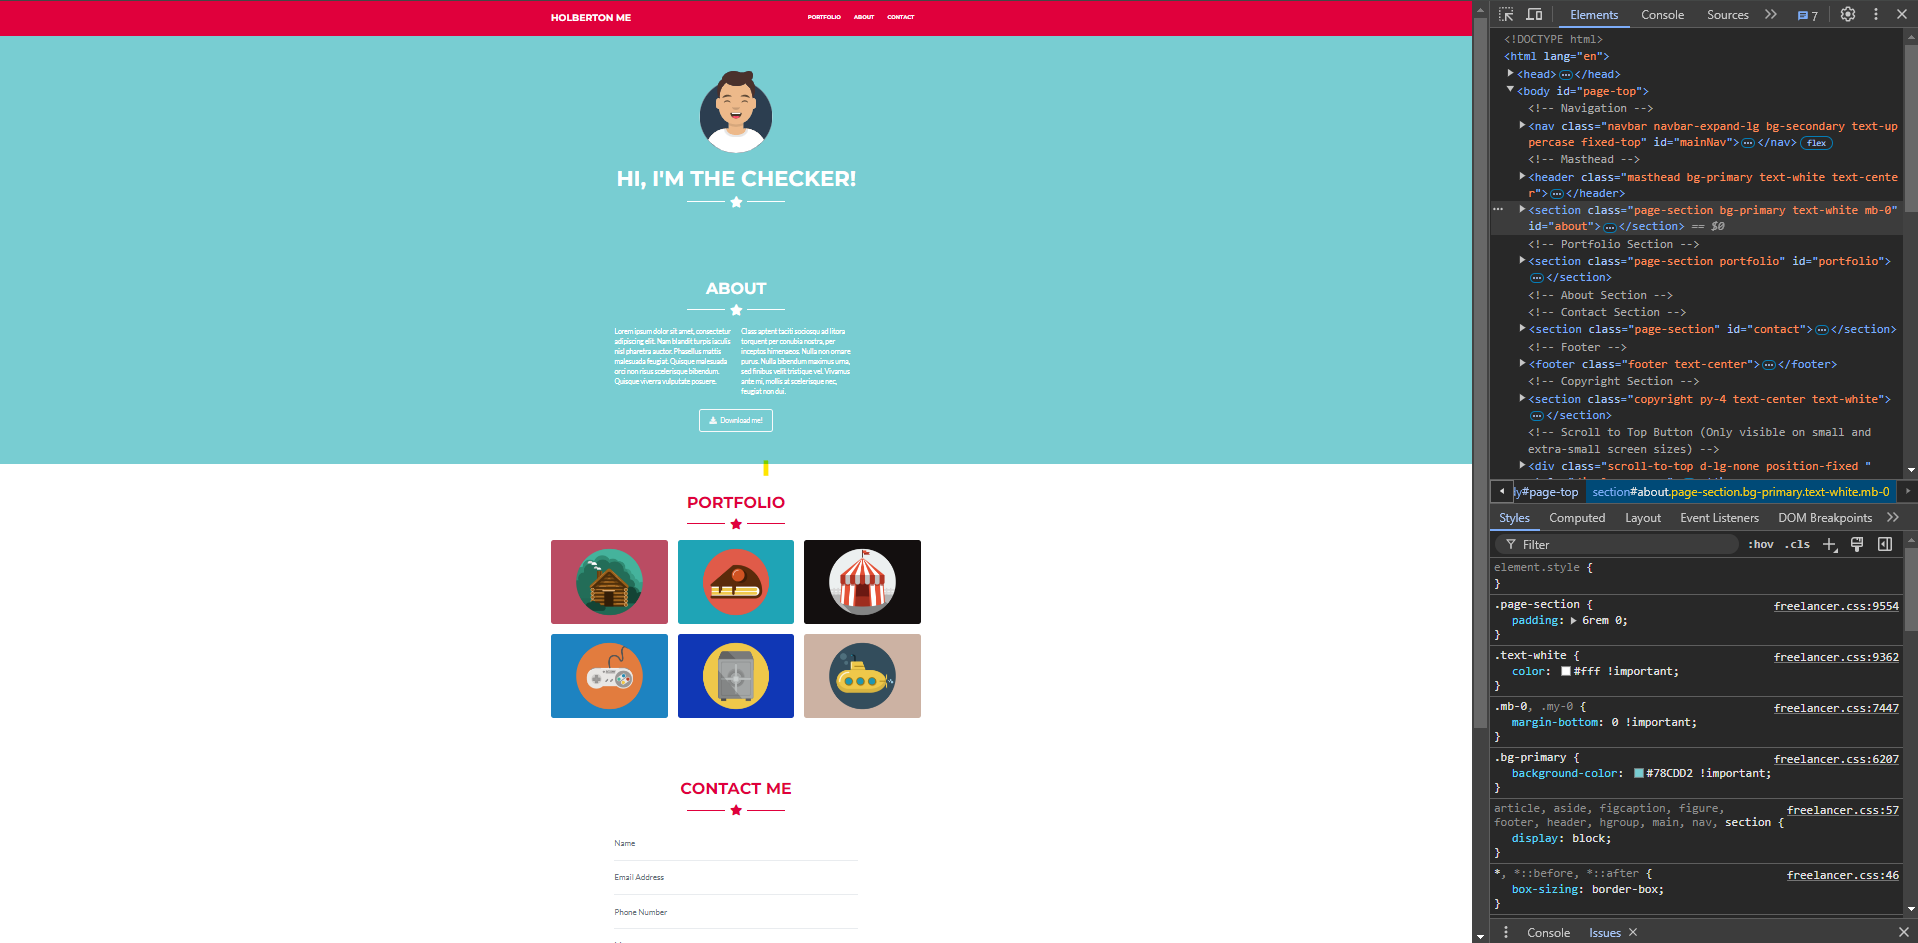 HOLBERTON ME
PORTFOLIO ABOUT CONTACT
HI, I'M THE CHECKER!
ABOUT
Lorem ipsum dolor sit amet, consectetur
adipiscing elit. Nam blandit turpis iaculis
nisl pharetra auctor. Phasellus mattis
malesuada feugiat. Quisque malesuada
orci non risus scelerisque bibendum.
Quisque viverra vulputate posuere.
Class aptent taciti sociosqu ad litora
torquent per conubia nostra, per
inceptos himenaeos. Nulla non ornare
purus. Nulla bibendum maximus urna,
sed finibus velit tristique vel. Vivamus
ante mi, mollis at scelerisque nec,
feugiat non dui.
Download me!
PORTFOLIO
CONTACT ME
Name
Email Address
Phone Number
Elements Console Sources 7
<!DOCTYPE html>
<html lang="en">
<head> ... </head>
<body id="page-top">
<!-- Navigation -->
<nav class="navbar navbar-expand-lg bg-secondary text-up
percase fixed-top" id="mainNav"> ... </nav> flex
<!-- Masthead -->
<header class="masthead bg-primary text-white text-cente
r"> ... </header>
<section class="page-section bg-primary text-white mb-0"
id="about"> ... </section> == $0
<!-- Portfolio Section -->
<section class="page-section portfolio" id="portfolio">
... </section>
<!-- About Section -->
<!-- Contact Section -->
<section class="page-section" id="contact"> ... </section>
<!-- Footer -->
<footer class="footer text-center"> ... </footer>
<!-- Copyright Section -->
<section class="copyright py-4 text-center text-white">
... </section>
<!-- Scroll to Top Button (Only visible on small and
extra-small screen sizes) -->
<div class="scroll-to-top d-lg-none position-fixed "
ly#page-top section#about.page-section.bg-primary.text-white.mb-0
Styles Computed Layout Event Listeners DOM Breakpoints
Filter :hov .cls
element.style {
}
.page-section { freelancer.css:9554
padding: 6rem 0;
}
.text-white { freelancer.css:9362
color: #fff !important;
}
.mb-0, .my-0 { freelancer.css:7447
margin-bottom: 0 !important;
}
.bg-primary { freelancer.css:6207
background-color: #78CDD2 !important;
}
article, aside, figcaption, figure, freelancer.css:57
footer, header, hgroup, main, nav, section {
display: block;
}
*, *::before, *::after { freelancer.css:46
box-sizing: border-box;
}
Console Issues